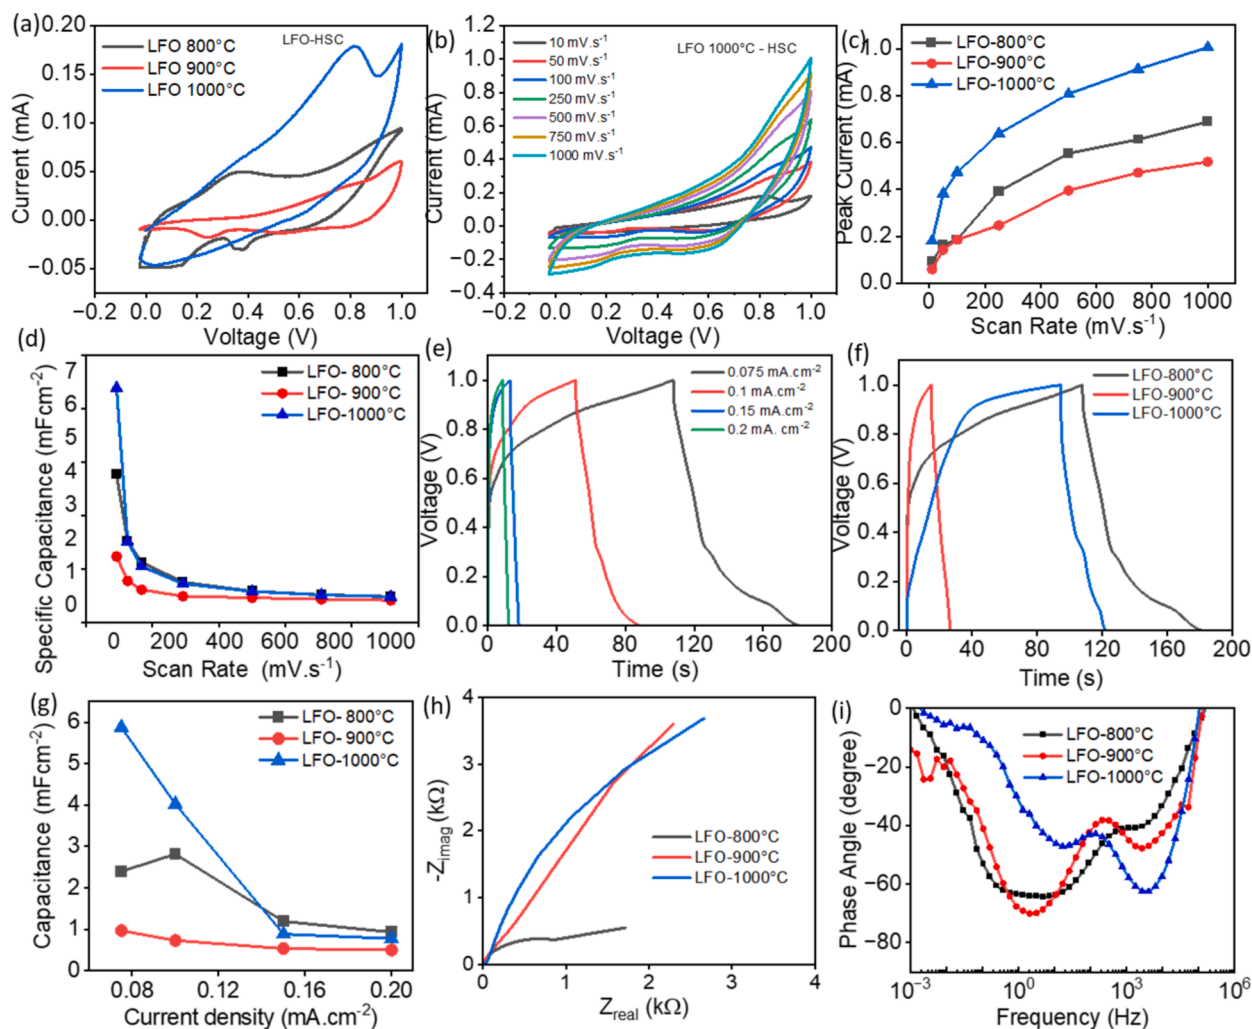 (a)
0.20
0.15
0.10
0.05
0.00
−0.05
Current (mA)
LFO 800°C
LFO 900°C
LFO 1000°C
LFO-HSC
−0.2 0.0 0.2 0.4 0.6 0.8 1.0
Voltage (V)
(b)
1.2
1.0
0.8
0.6
0.4
0.2
0.0
−0.2
−0.4
Current (mA)
10 mV.s-1
50 mV.s-1
100 mV.s-1
250 mV.s-1
500 mV.s-1
750 mV.s-1
1000 mV.s-1
LFO 1000°C - HSC
−0.2 0.0 0.2 0.4 0.6 0.8 1.0
Voltage (V)
(c)
1
0.8
0.6
0.4
0.2
0.0
Peak Current (mA)
LFO-800°C
LFO-900°C
LFO-1000°C
0 200 400 600 800 1000
Scan Rate (mV.s-1)
(d)
7
6
5
4
3
2
1
0
Specific Capacitance (mFcm-2)
LFO- 800°C
LFO- 900°C
LFO-1000°C
0 200 400 600 800 1000
Scan Rate (mV.s-1)
(e)
1.0
0.8
0.6
0.4
0.2
0.0
Voltage (V)
0.075 mA.cm-2
0.1 mA.cm-2
0.15 mA.cm-2
0.2 mA. cm-2
0 40 80 120 160 200
Time (s)
(f)
1.0
0.8
0.6
0.4
0.2
0.0
Voltage (V)
LFO-800°C
LFO-900°C
LFO-1000°C
0 40 80 120 160 200
Time (s)
(g)
6
5
4
3
2
1
0
Capacitance (mFcm-2)
LFO- 800°C
LFO- 900°C
LFO-1000°C
0.08 0.12 0.16 0.20
Current density (mA.cm-2)
(h)
4
3
2
1
0
-Zimag (kΩ)
LFO-800°C
LFO-900°C
LFO-1000°C
0 1 2 3 4
Zreal (kΩ)
(i)
0
−20
−40
−60
−80
Phase Angle (degree)
LFO-800°C
LFO-900°C
LFO-1000°C
10−3 100 103 106
Frequency (Hz)